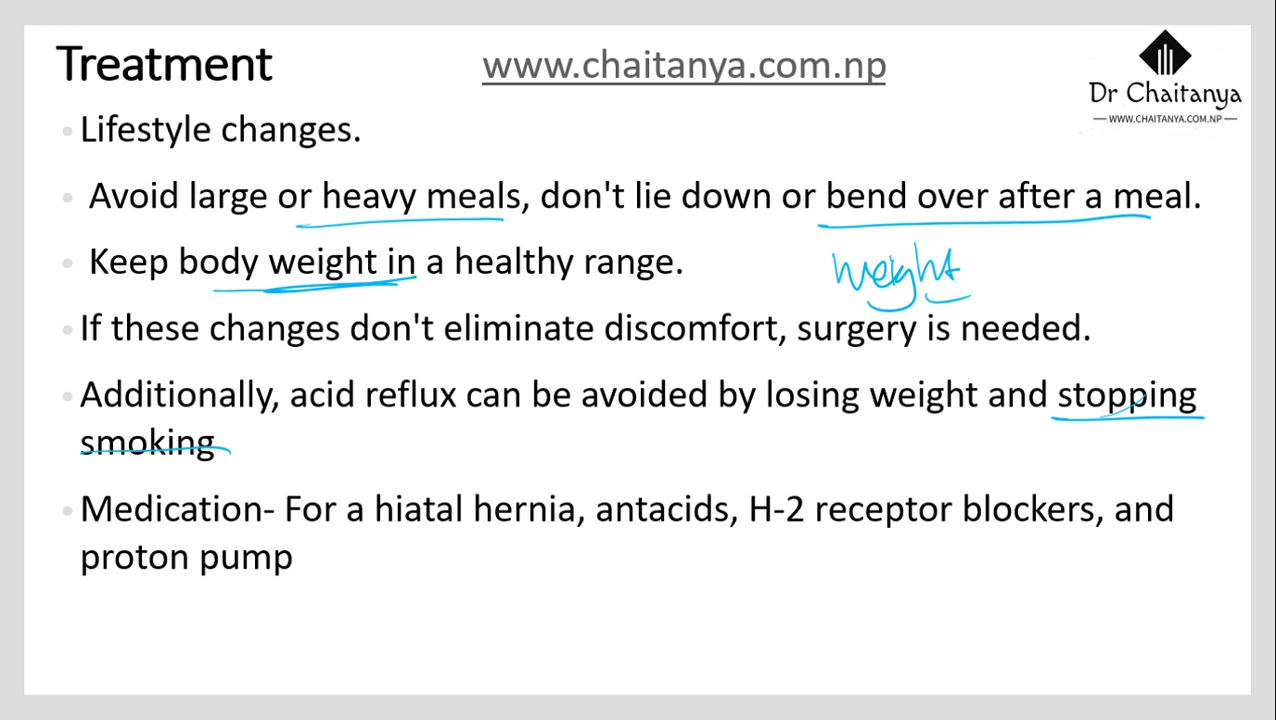 Treatment
www.chaitanya.com.np
Dr Chaitanya
WWW.CHAITANYA.COM.NP
Lifestyle changes.
Avoid large or heavy meals, don't lie down or bend over after a meal.
Keep body weight in a healthy range.
weight
If these changes don't eliminate discomfort, surgery is needed.
Additionally, acid reflux can be avoided by losing weight and stopping
smoking
Medication- For a hiatal hernia, antacids, H-2 receptor blockers, and
proton pump